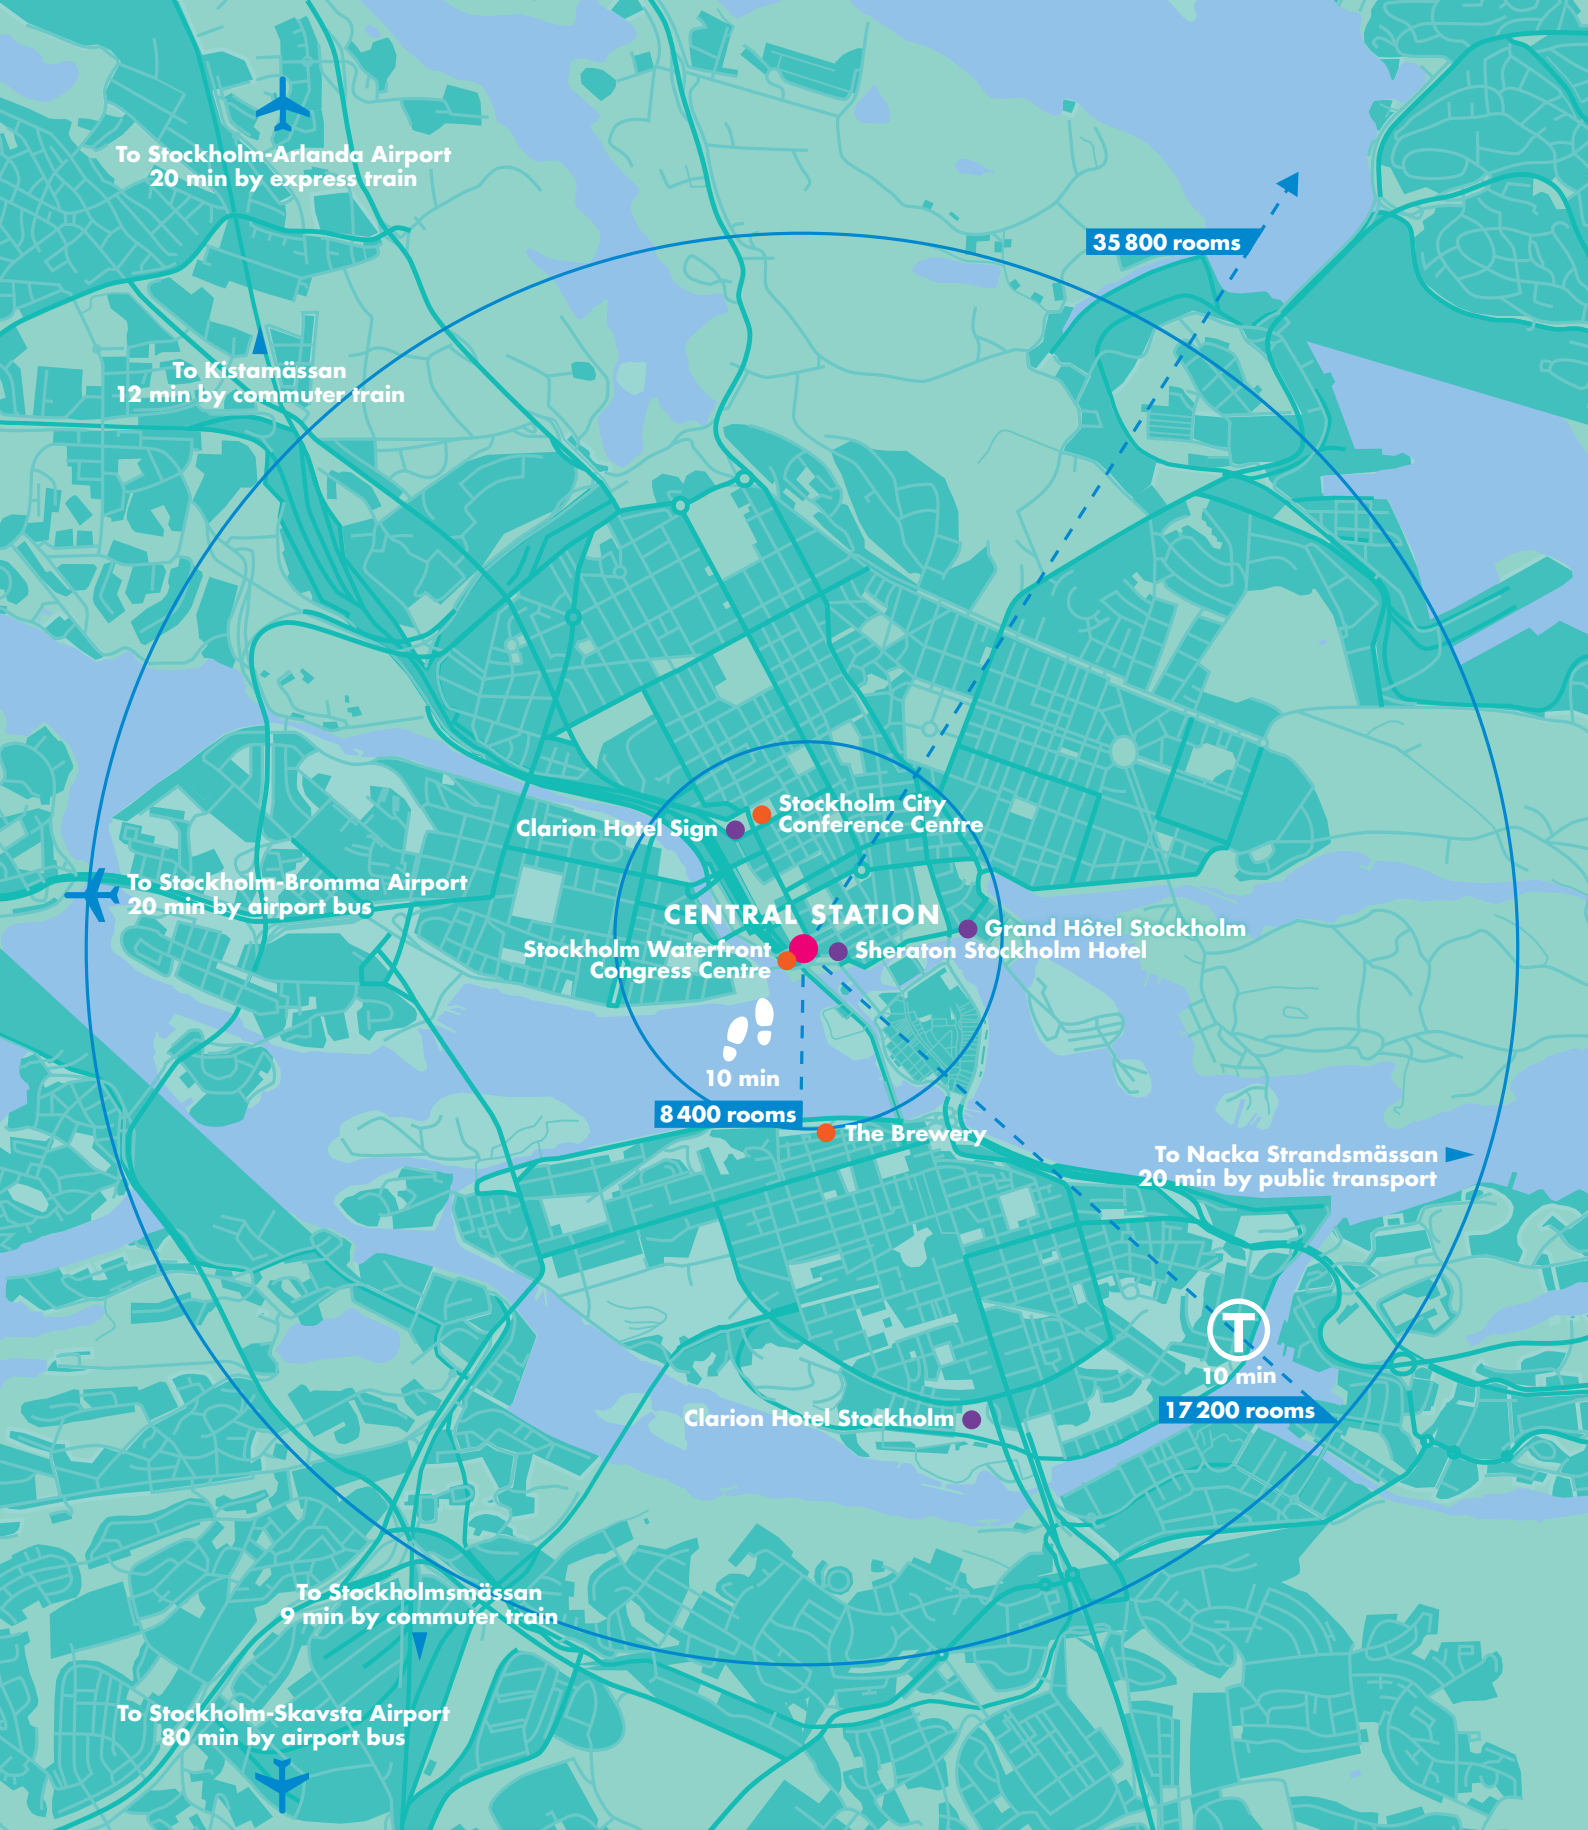 To Stockholm-Arlanda Airport
20 min by express train
35 800 rooms
To Kistamässan
12 min by commuter train
Stockholm City
Conference Centre
Clarion Hotel Sign
To Stockholm-Bromma Airport
20 min by airport bus
CENTRAL STATION
Grand Hôtel Stockholm
Stockholm Waterfront
Congress Centre
Sheraton Stockholm Hotel
10 min
8 400 rooms
The Brewery
To Nacka Strandsmässan
20 min by public transport
T
10 min
17 200 rooms
Clarion Hotel Stockholm
To Stockholmsmässan
9 min by commuter train
To Stockholm-Skavsta Airport
80 min by airport bus